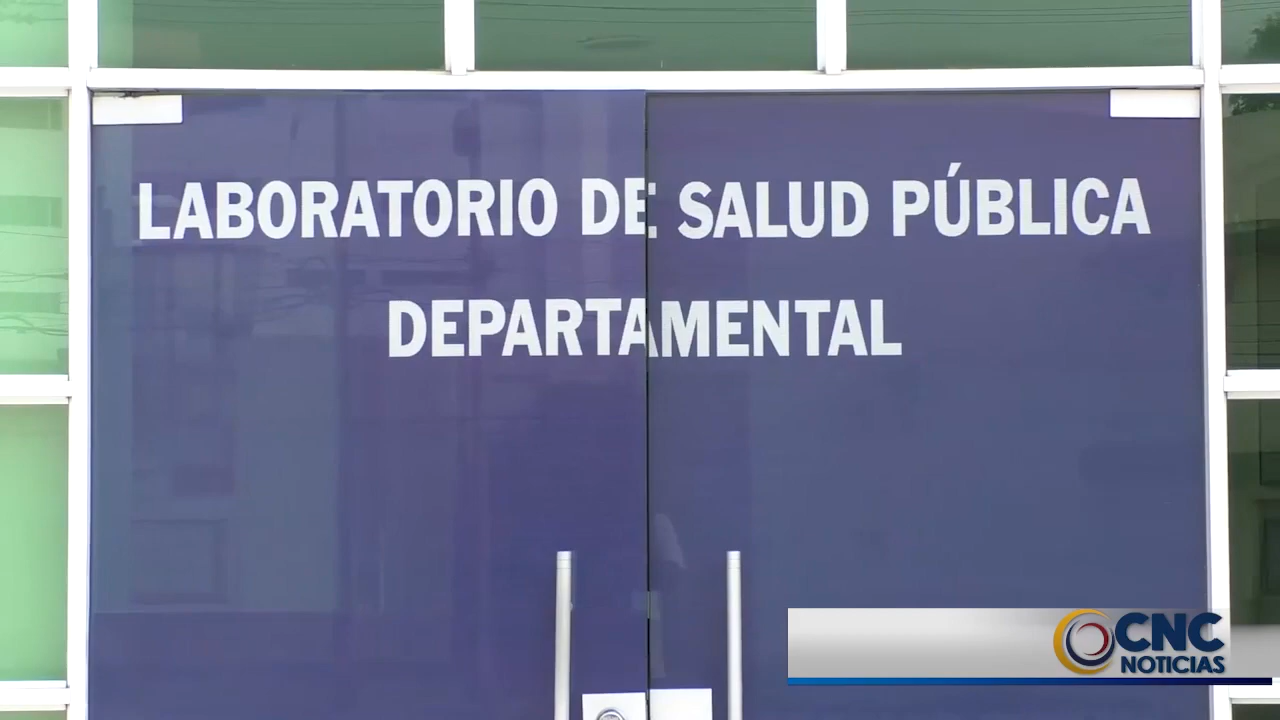 LABORATORIO DE SALUD PÚBLICA
DEPARTAMENTAL
CNC
NOTICIAS